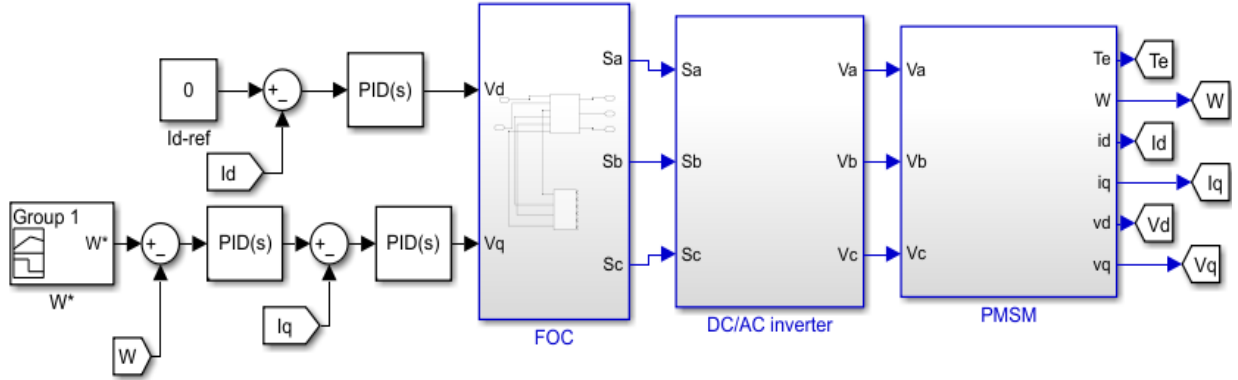 0
Id-ref
+
−
PID(s)
Id
Group 1
W*
W*
+
−
W
PID(s)
+
−
Iq
PID(s)
Vd
Vq
Sa
Sb
Sc
FOC
Sa
Sb
Sc
Va
Vb
Vc
DC/AC inverter
Va
Vb
Vc
Te
W
id
iq
vd
vq
PMSM
Te
W
Id
Iq
Vd
Vq